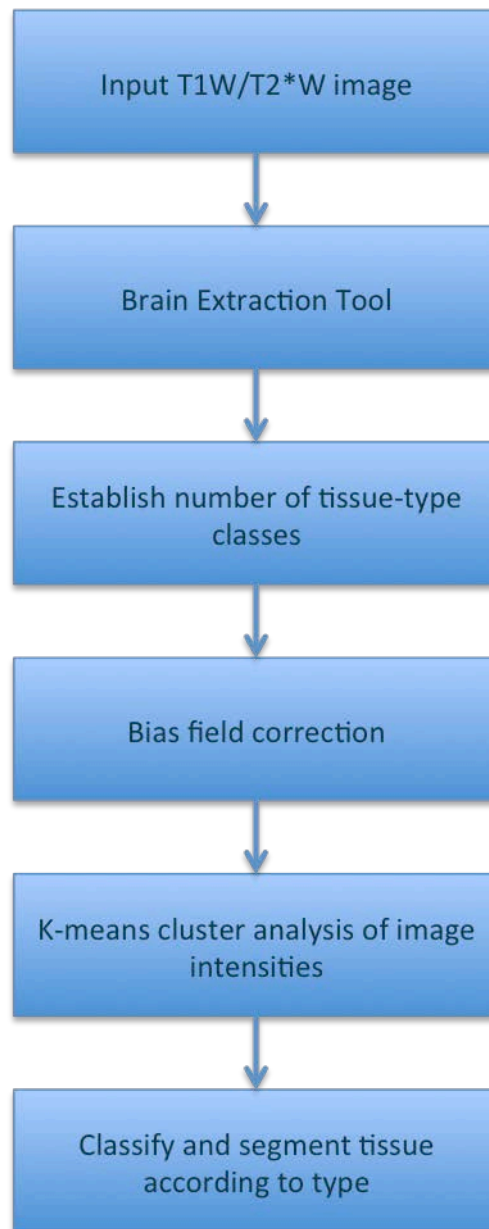 Input T1W/T2*W image
Brain Extraction Tool
Establish number of tissue-type
classes
Bias field correction
K-means cluster analysis of image
intensities
Classify and segment tissue
according to type